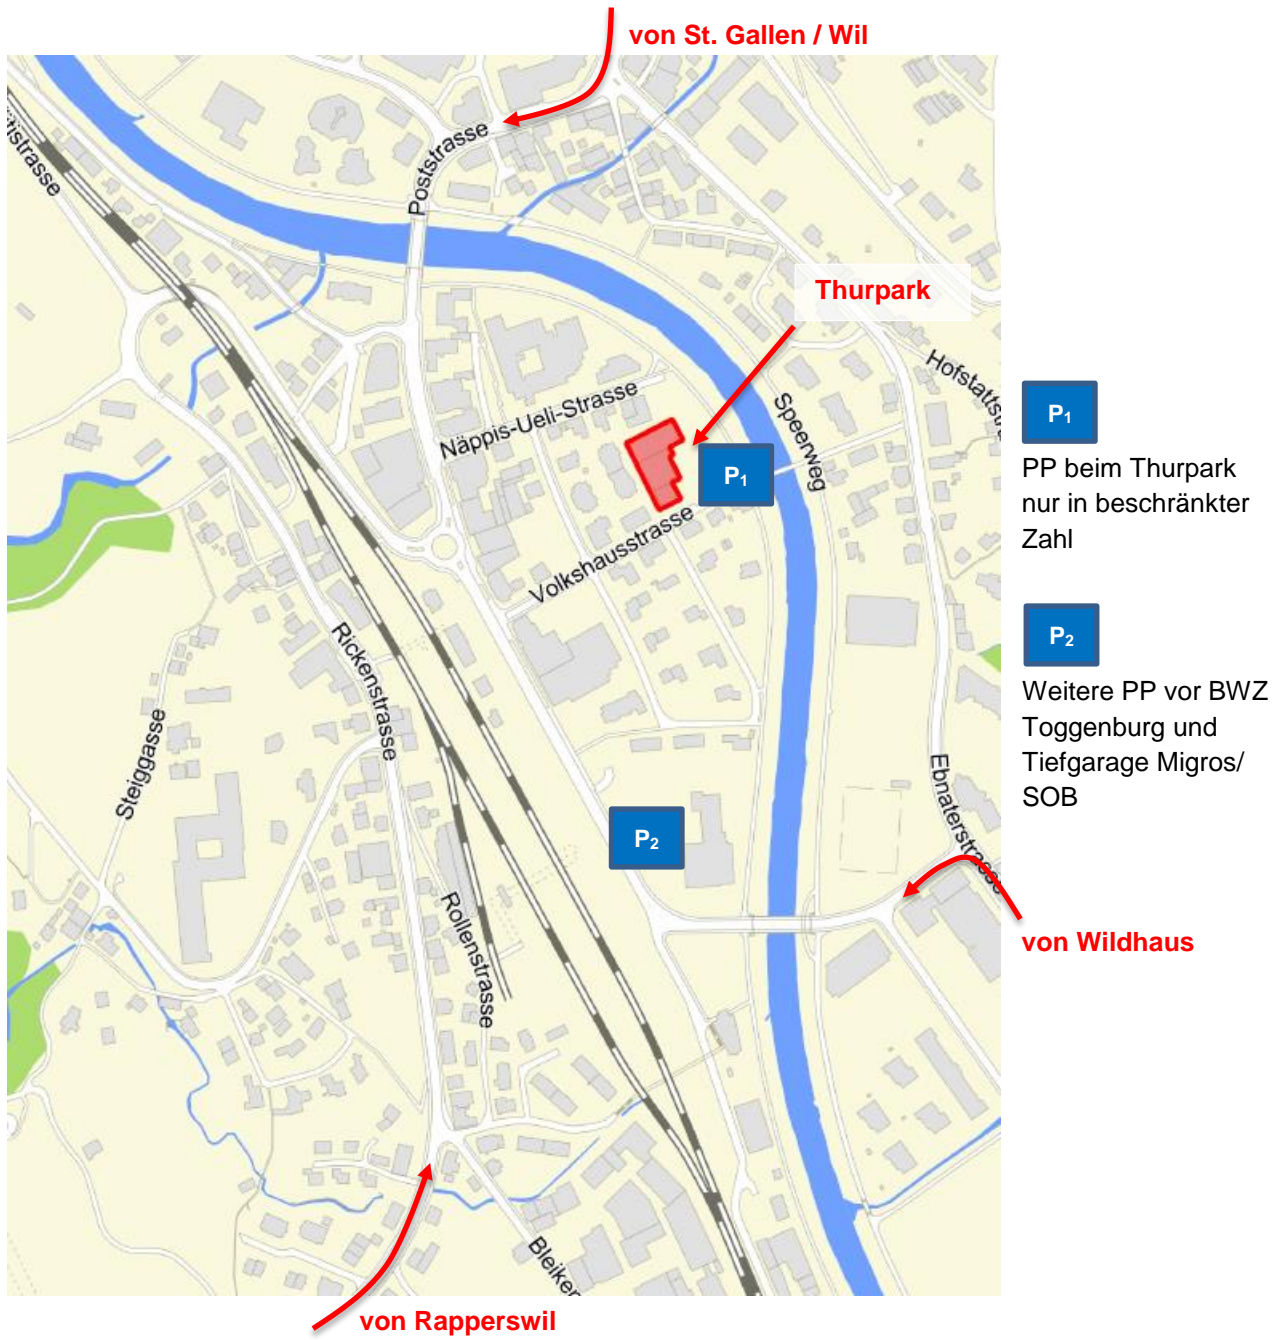 von St. Gallen / Wil
Poststrasse
Thurpark
Hofstattstr
Näppis-Ueli-Strasse
Speerweg
P₁
P₁
PP beim Thurpark
nur in beschränkter
Zahl
Volkshausstrasse
P₂
Rickenstrasse
Weitere PP vor BWZ
Toggenburg und
Tiefgarage Migros/
SOB
Steiggasse
Ebnaterstrasse
P₂
Rollenstrasse
von Wildhaus
Bleiker
von Rapperswil